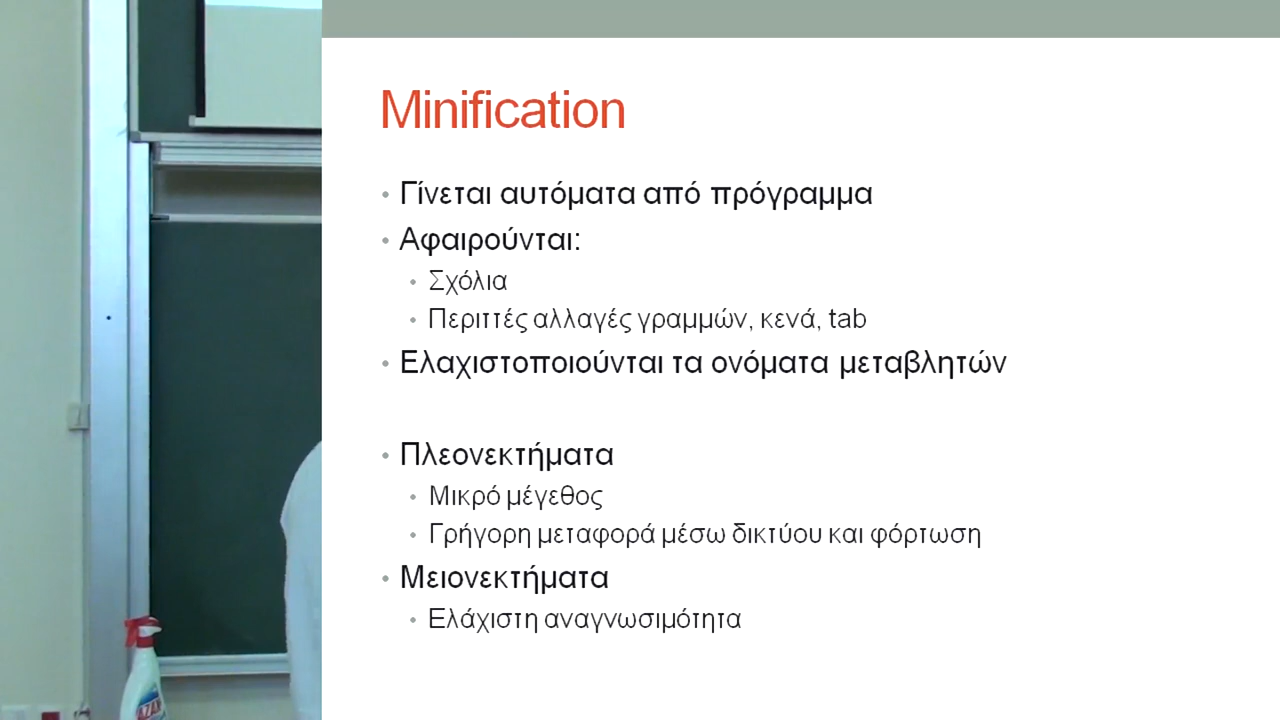 Minification
• Γίνεται αυτόματα από πρόγραμμα
• Αφαιρούνται:
• Σχόλια
• Περιττές αλλαγές γραμμών, κενά, tab
• Ελαχιστοποιούνται τα ονόματα μεταβλητών
• Πλεονεκτήματα
• Μικρό μέγεθος
• Γρήγορη μεταφορά μέσω δικτύου και φόρτωση
• Μειονεκτήματα
• Ελάχιστη αναγνωσιμότητα